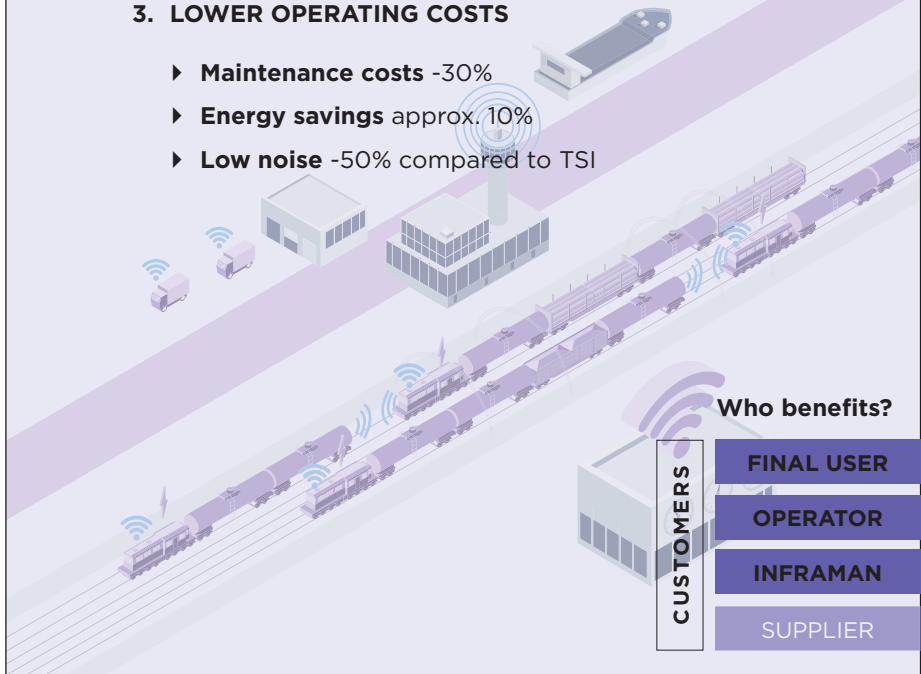 3. LOWER OPERATING COSTS
Maintenance costs -30%
Energy savings approx. 10%
Low noise -50% compared to TSI
Who benefits?
CUSTOMERS
FINAL USER
OPERATOR
INFRAMAN
SUPPLIER